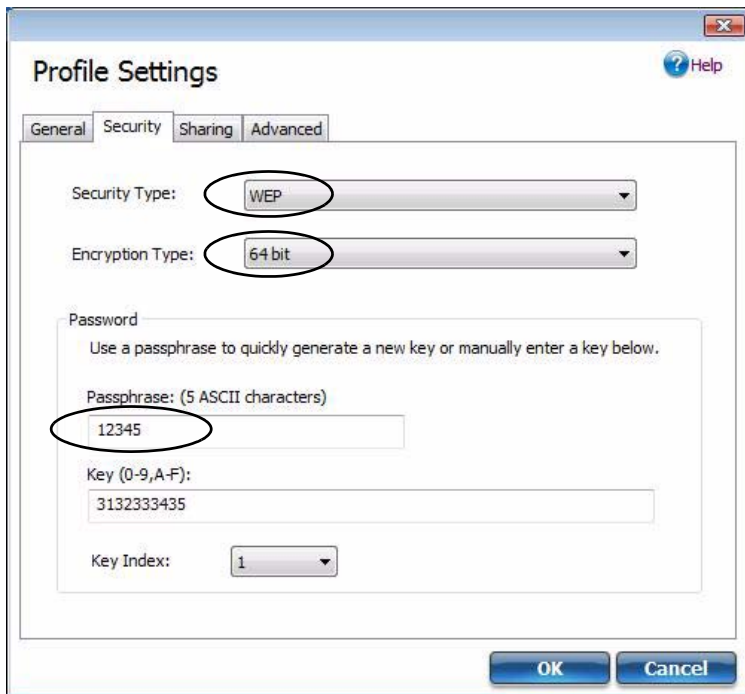 Profile Settings
Help
General Security Sharing Advanced
Security Type: WEP
Encryption Type: 64 bit
Password
Use a passphrase to quickly generate a new key or manually enter a key below.
Passphrase: (5 ASCII characters)
12345
Key (0-9,A-F):
3132333435
Key Index: 1
OK Cancel